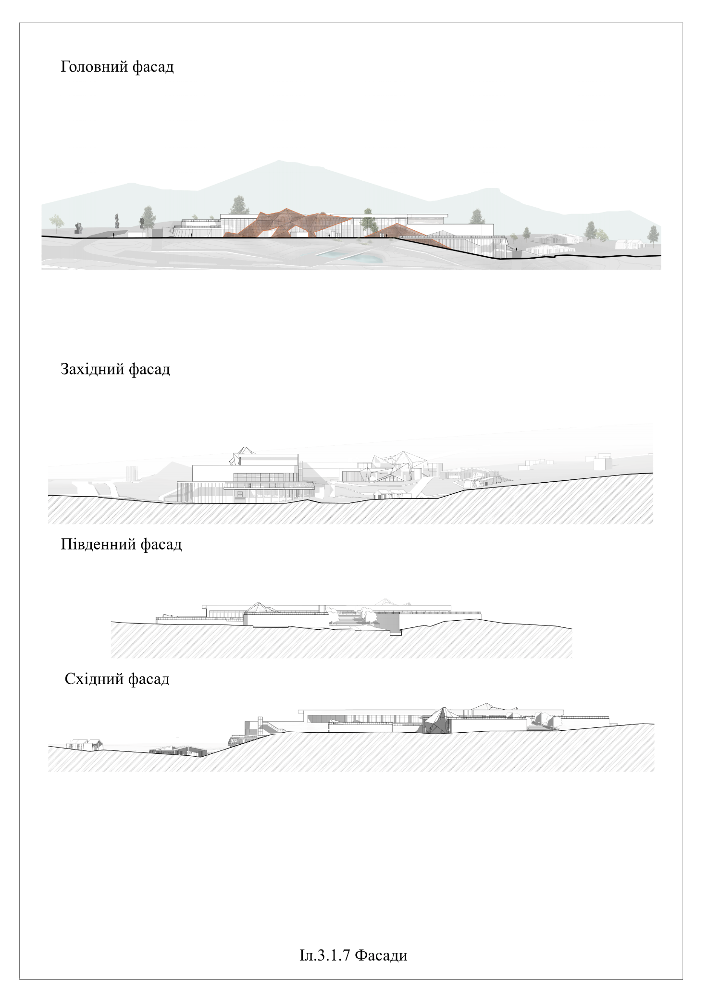 Головний фасад
Західний фасад
Південний фасад
Східний фасад
Іл.3.1.7 Фасади